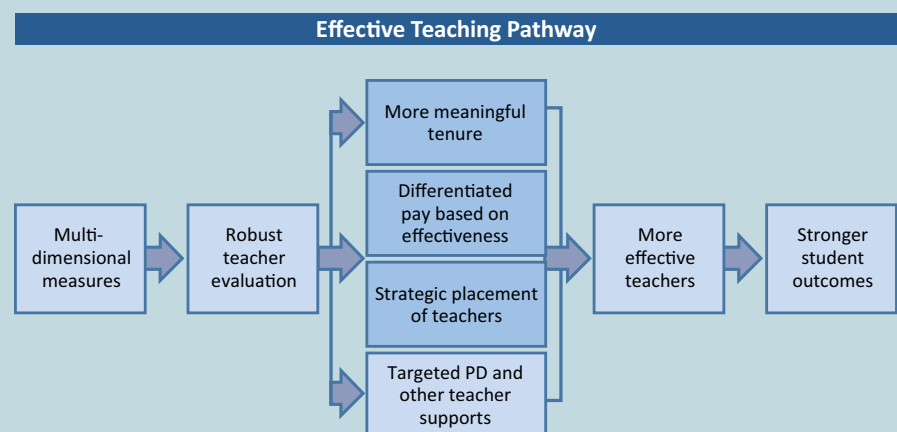 Effective Teaching Pathway
Multi-
dimensional
measures
Robust
teacher
evaluation
More meaningful
tenure
Differentiated
pay based on
effectiveness
Strategic placement
of teachers
Targeted PD and
other teacher
supports
More
effective
teachers
Stronger
student
outcomes